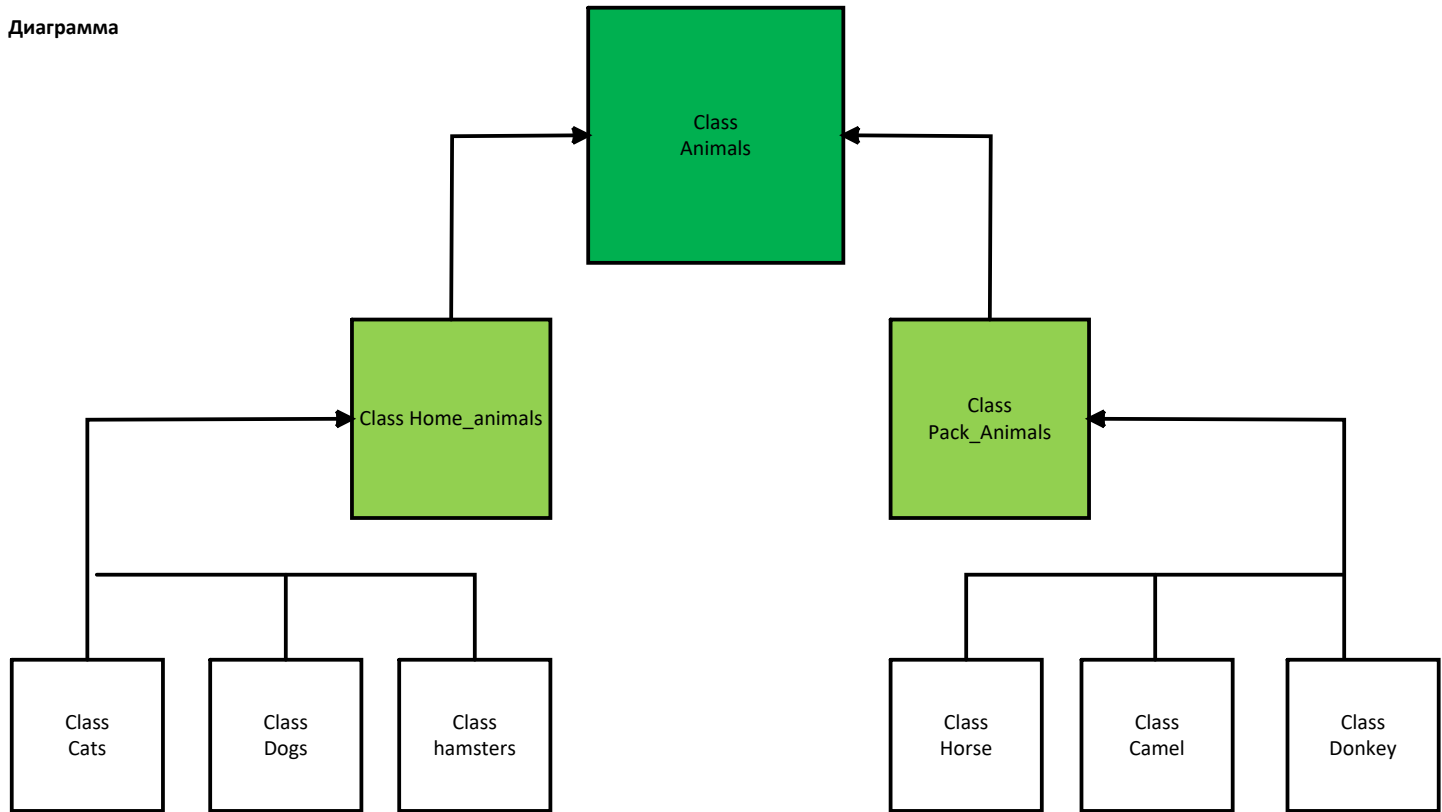 Диаграмма
Class
Animals
Class Home_animals
Class
Pack_Animals
Class
Cats
Class
Dogs
Class
hamsters
Class
Horse
Class
Camel
Class
Donkey